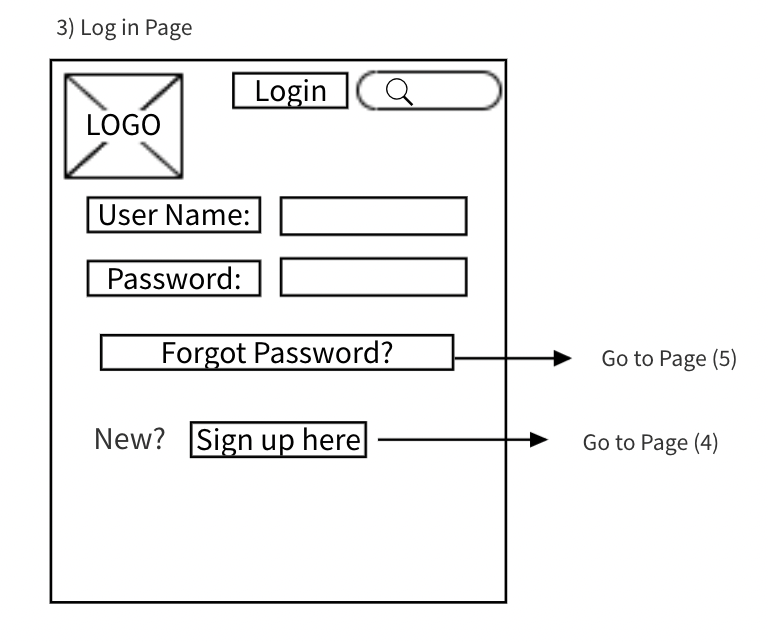 3) Log in Page
LOGO
Login
User Name:
Password:
Forgot Password?
Go to Page (5)
New?
Sign up here
Go to Page (4)